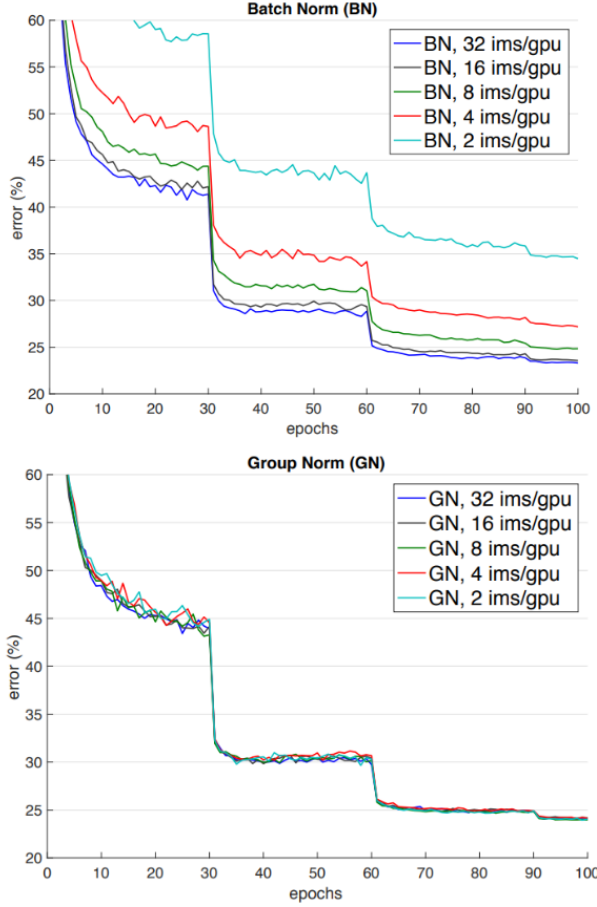 Batch Norm (BN)
60
55
50
45
40
35
30
25
20
error (%)
BN, 32 ims/gpu
BN, 16 ims/gpu
BN, 8 ims/gpu
BN, 4 ims/gpu
BN, 2 ims/gpu
0 10 20 30 40 50 60 70 80 90 100
epochs
Group Norm (GN)
60
55
50
45
40
35
30
25
20
error (%)
GN, 32 ims/gpu
GN, 16 ims/gpu
GN, 8 ims/gpu
GN, 4 ims/gpu
GN, 2 ims/gpu
0 10 20 30 40 50 60 70 80 90 100
epochs